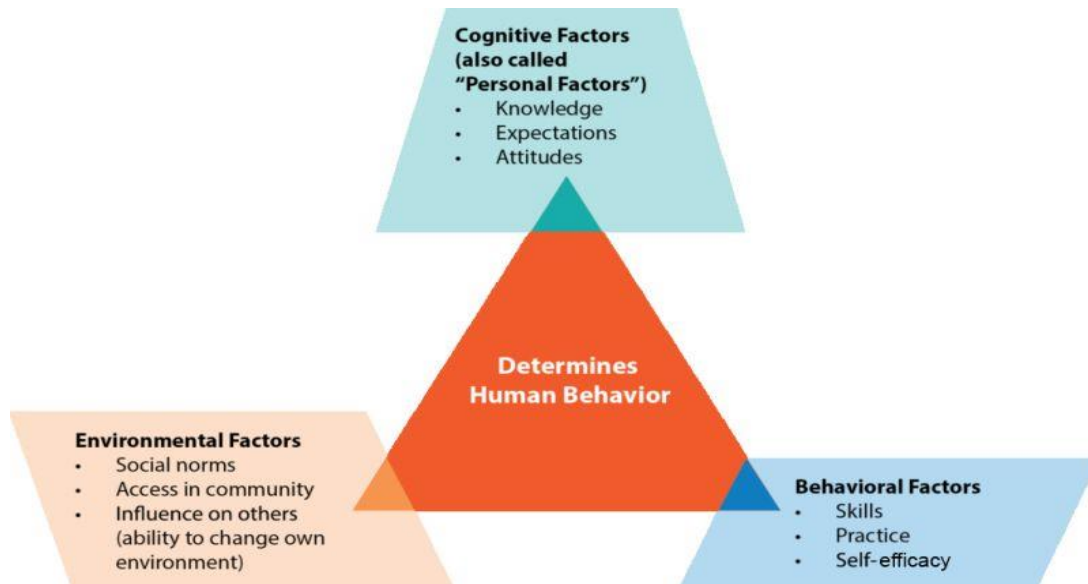 Cognitive Factors
(also called
“Personal Factors”)
• Knowledge
• Expectations
• Attitudes
Determines
Human Behavior
Environmental Factors
• Social norms
• Access in community
• Influence on others
(ability to change own
environment)
Behavioral Factors
• Skills
• Practice
• Self-efficacy